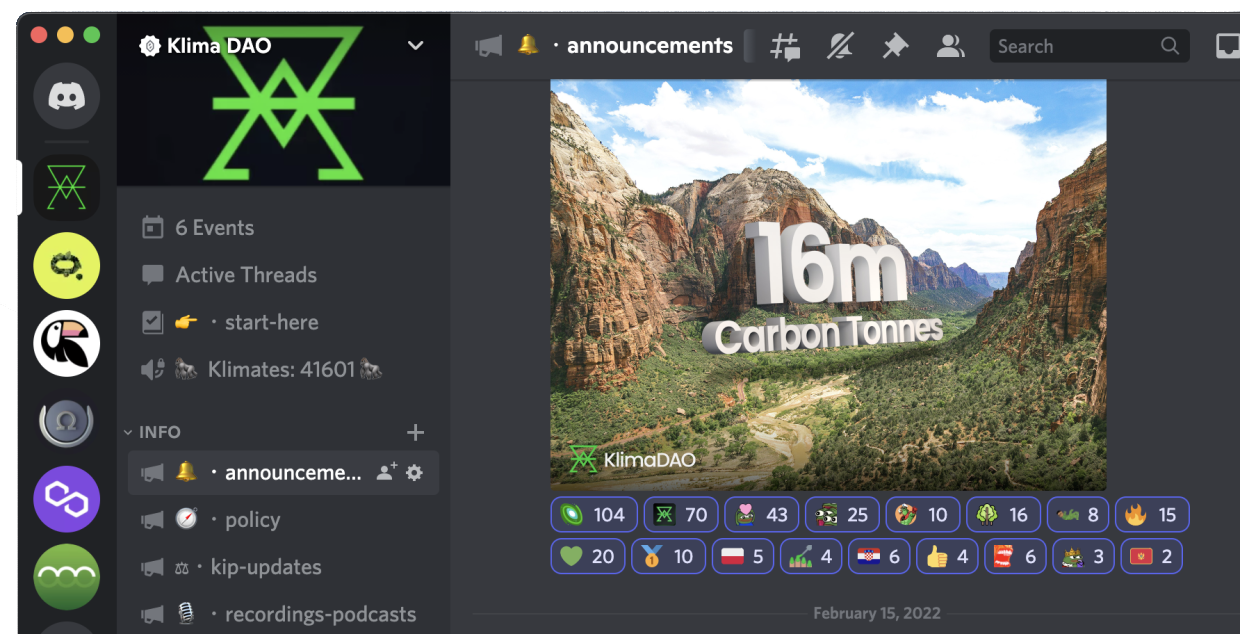 Klima DAO
6 Events
Active Threads
· start-here
Klimates: 41601
INFO
· announceme...
· policy
· kip-updates
· recordings-podcasts
· announcements
Search
16m
Carbon Tonnes
KlimaDAO
104 70 43 25 10 16 8 15
20 10 5 4 6 4 6 3 2
February 15, 2022